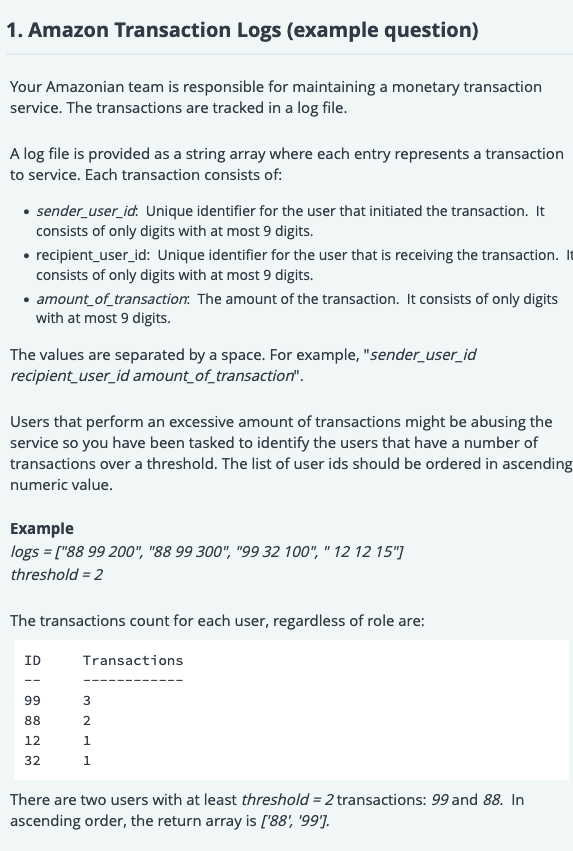 1. Amazon Transaction Logs (example question)
Your Amazonian team is responsible for maintaining a monetary transaction
service. The transactions are tracked in a log file.
A log file is provided as a string array where each entry represents a transaction
to service. Each transaction consists of:
• sender_user_id: Unique identifier for the user that initiated the transaction. It
consists of only digits with at most 9 digits.
• recipient_user_id: Unique identifier for the user that is receiving the transaction. It
consists of only digits with at most 9 digits.
• amount_of_transaction: The amount of the transaction. It consists of only digits
with at most 9 digits.
The values are separated by a space. For example, "sender_user_id
recipient_user_id amount_of_transaction".
Users that perform an excessive amount of transactions might be abusing the
service so you have been tasked to identify the users that have a number of
transactions over a threshold. The list of user ids should be ordered in ascending
numeric value.
Example
logs = ["88 99 200", "88 99 300", "99 32 100", " 12 12 15"]
threshold = 2
The transactions count for each user, regardless of role are:
ID Transactions
-- ------------
99 3
88 2
12 1
32 1
There are two users with at least threshold = 2 transactions: 99 and 88. In
ascending order, the return array is ['88', '99'].